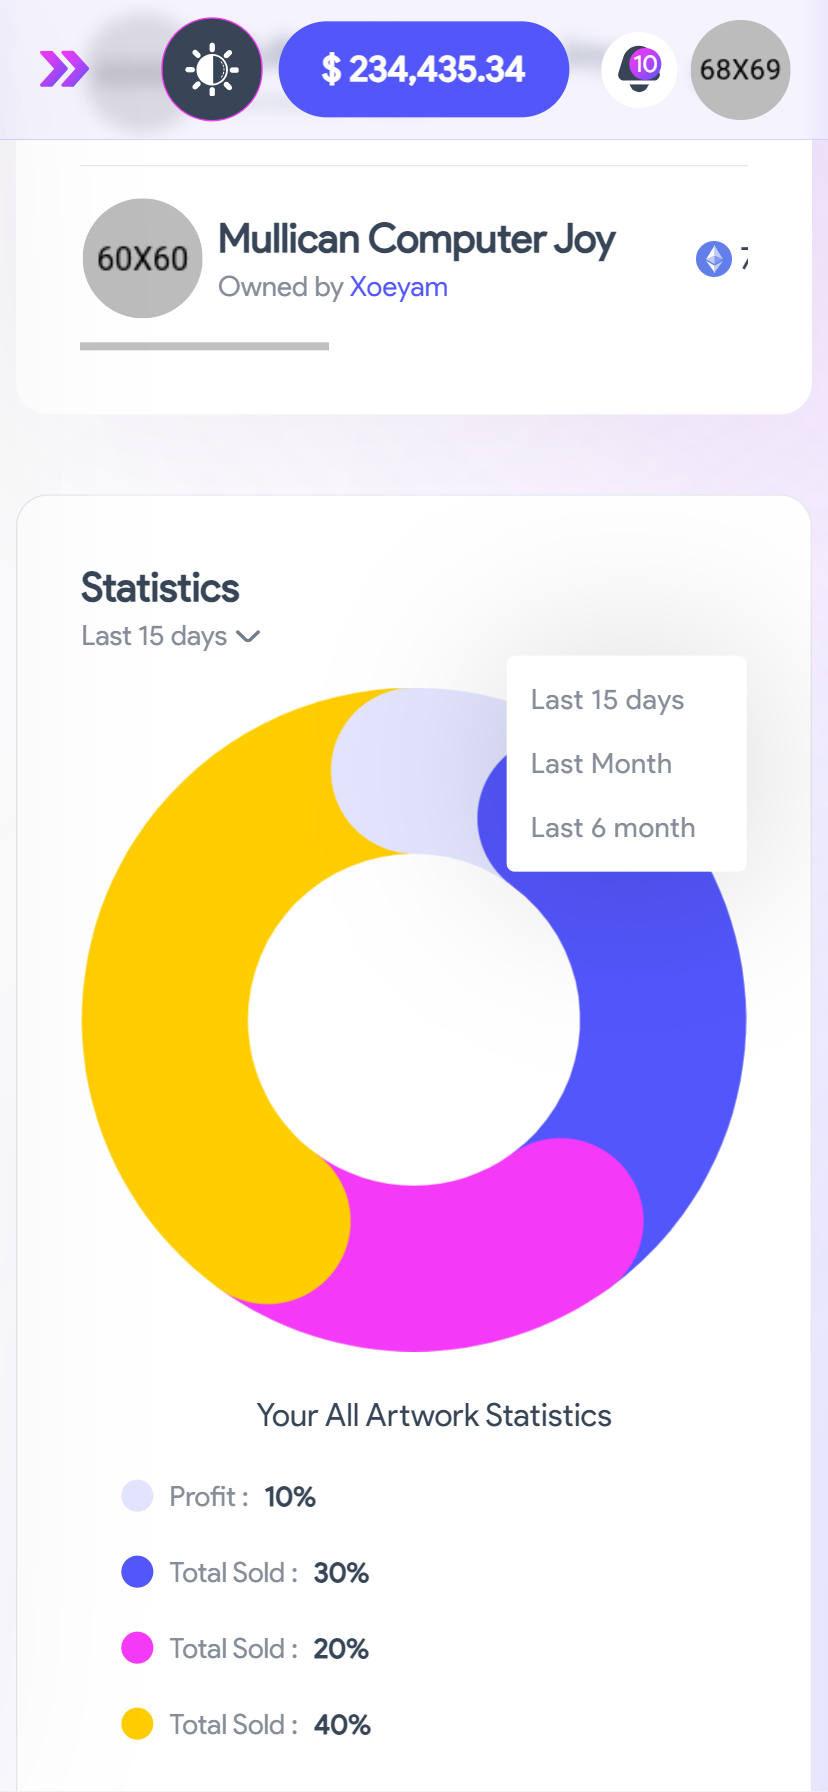 $ 234,435.34
10
68X69
60X60
Mullican Computer Joy
Owned by Xoeyam
Statistics
Last 15 days
Last 15 days
Last Month
Last 6 month
Your All Artwork Statistics
Profit : 10%
Total Sold : 30%
Total Sold : 20%
Total Sold : 40%